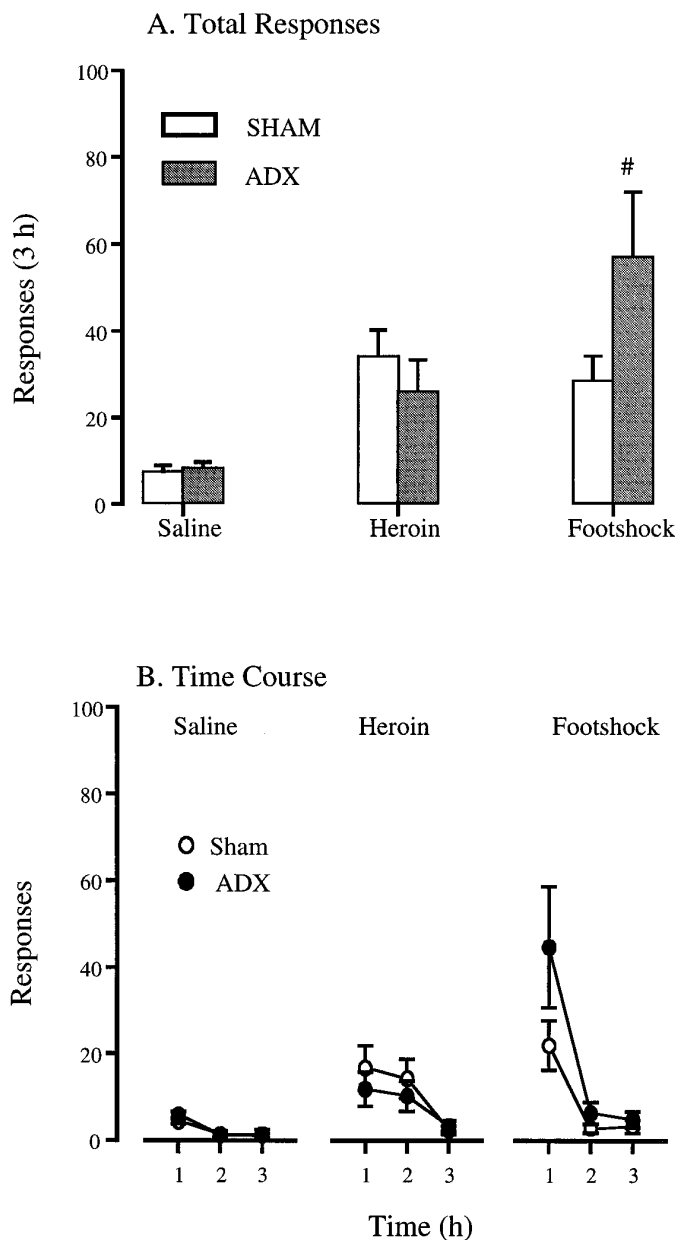 A. Total Responses
100
80
60
40
20
0
Responses (3 h)
SHAM
ADX
#
Saline
Heroin
Footshock
B. Time Course
100
80
60
40
20
0
Responses
Saline
Heroin
Footshock
Sham
ADX
1 2 3
1 2 3
1 2 3
Time (h)